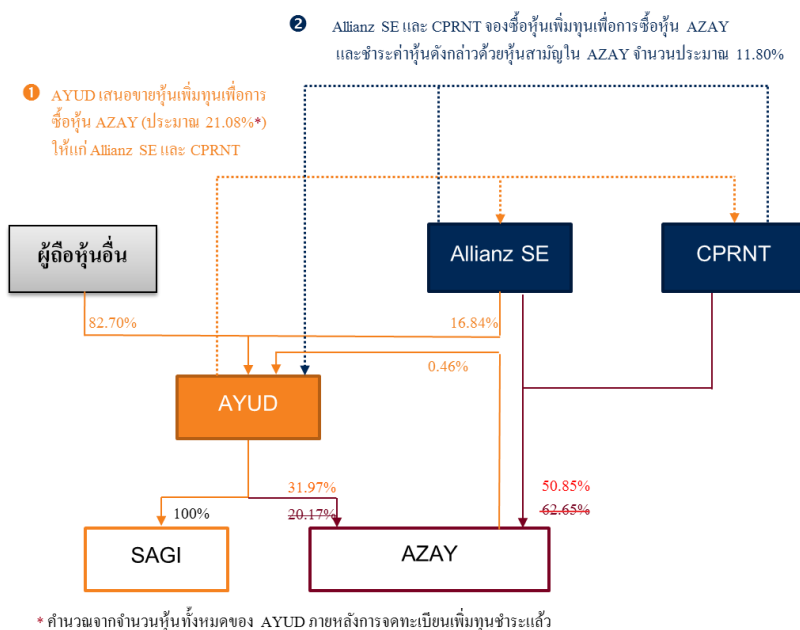 ❷ Allianz SE และ CPRNT จองซื้อหุ้นเพิ่มทุนเพื่อการซื้อหุ้น AZAY
และชำระค่าหุ้นดังกล่าวด้วยหุ้นสามัญใน AZAY จำนวนประมาณ 11.80%
❶ AYUD เสนอขายหุ้นเพิ่มทุนเพื่อการ
ซื้อหุ้น AZAY (ประมาณ 21.08%*)
ให้แก่ Allianz SE และ CPRNT
ผู้ถือหุ้นอื่น
Allianz SE
CPRNT
82.70%
16.84%
0.46%
AYUD
31.97%
50.85%
100%
20.17%
62.65%
SAGI
AZAY
* คำนวณจากจำนวนหุ้นทั้งหมดของ AYUD ภายหลังการจดทะเบียนเพิ่มทุนชำระแล้ว